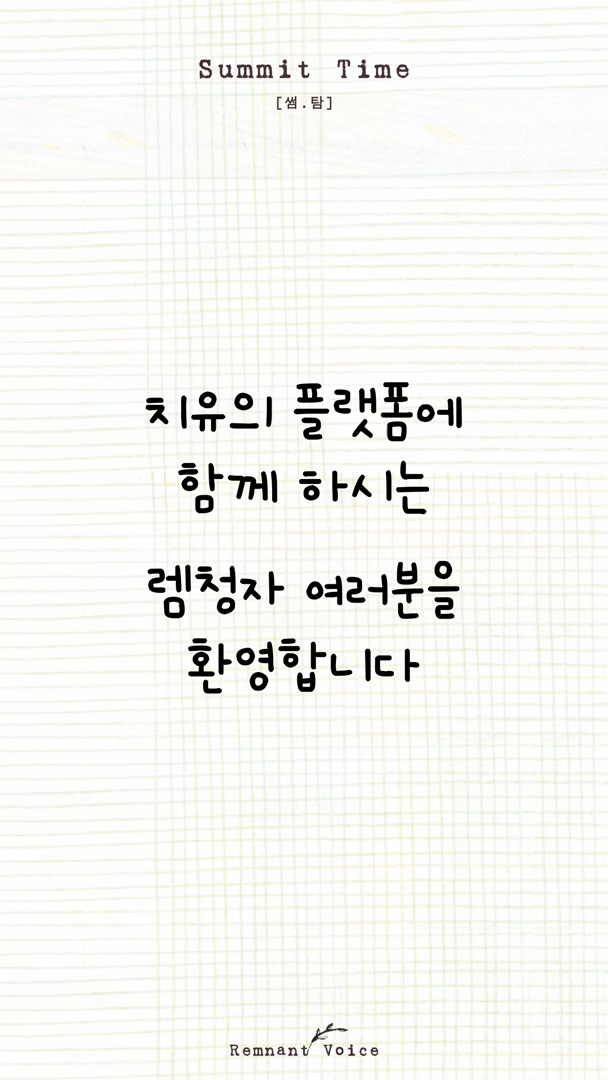 Summit Time
[썸.탐]
치유의 플랫폼에
함께 하시는
렘청자 여러분을
환영합니다
Remnant Voice